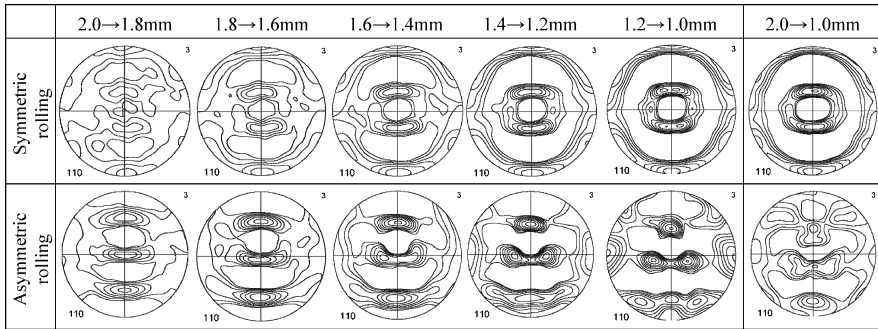 2.0→1.8mm 1.8→1.6mm 1.6→1.4mm 1.4→1.2mm 1.2→1.0mm 2.0→1.0mm
Symmetric
rolling
3 3 3 3 3 3
110 110 110 110 110 110
Asymmetric
rolling
3 3 3 3 3 3
110 110 110 110 110 110